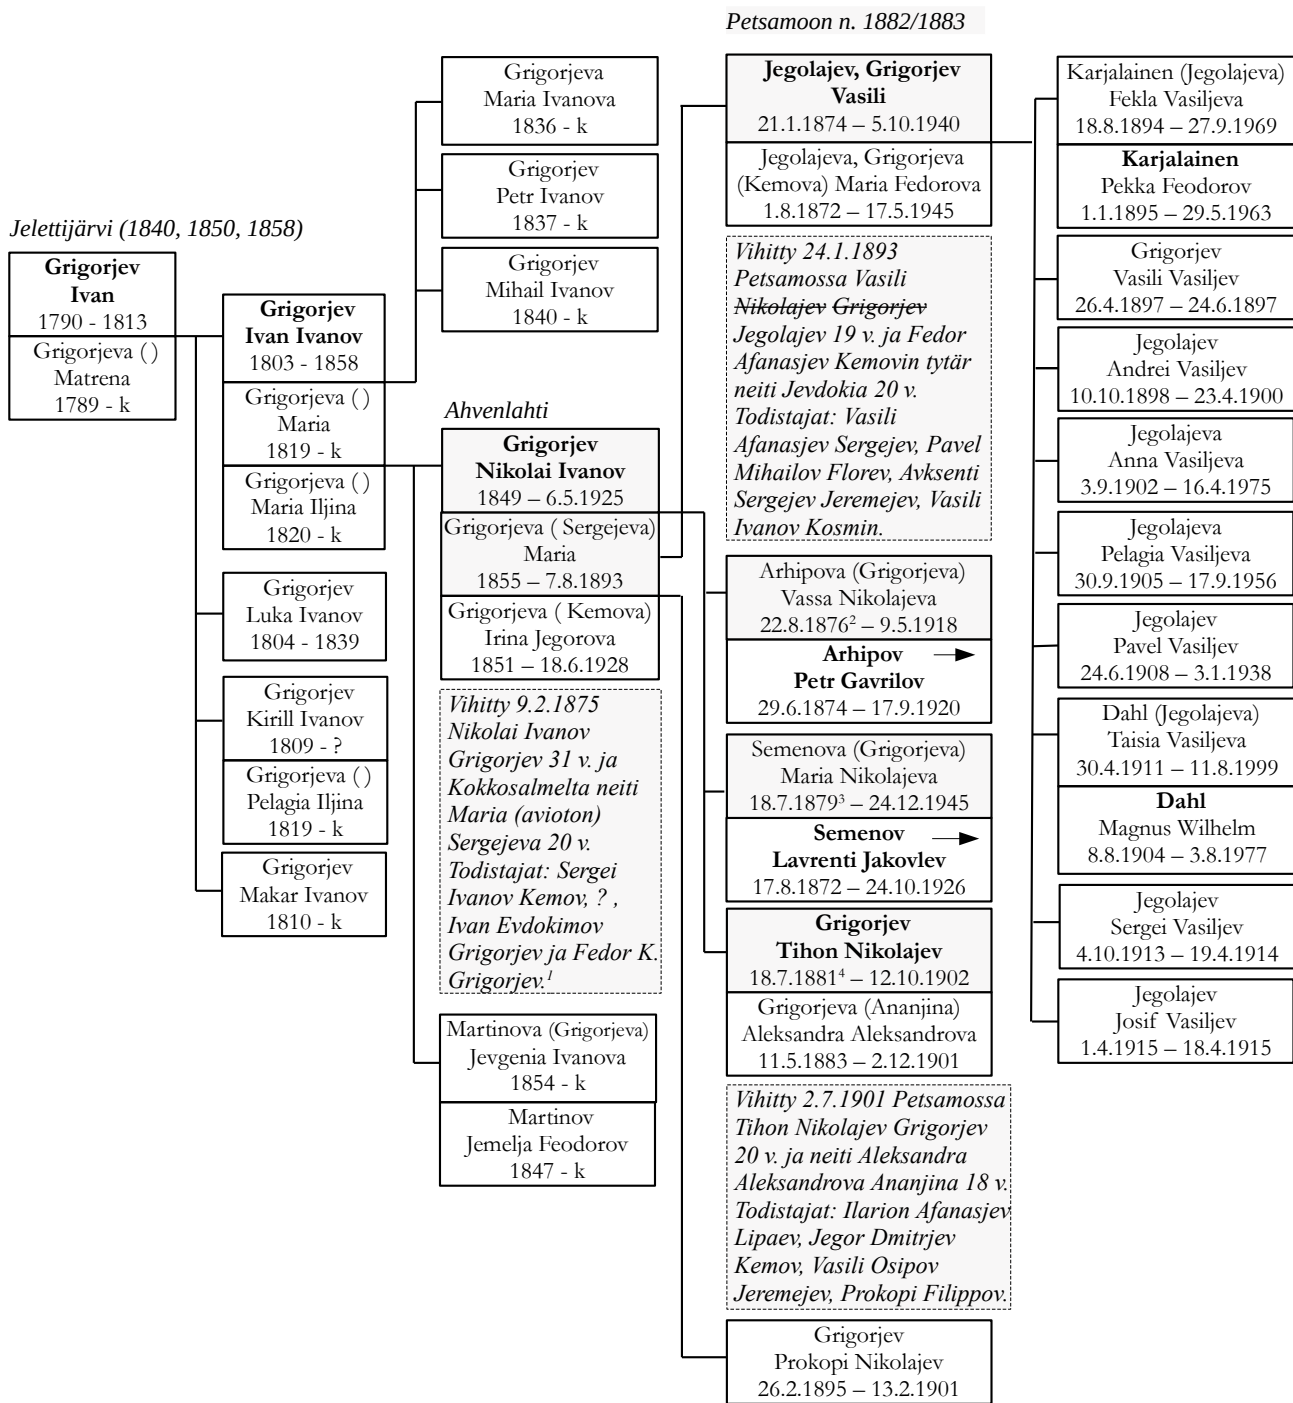 Petsamoon n. 1882/1883
Jelettijärvi (1840, 1850, 1858)
Grigorjev
Ivan
1790 - 1813
Grigorjeva ( )
Matrena
1789 - k
Grigorjev
Ivan Ivanov
1803 - 1858
Grigorjeva ( )
Maria
1819 - k
Grigorjeva ( )
Maria Iljina
1820 - k
Grigorjev
Luka Ivanov
1804 - 1839
Grigorjev
Kirill Ivanov
1809 - ?
Grigorjeva ( )
Pelagia Iljina
1819 - k
Grigorjev
Makar Ivanov
1810 - k
Grigorjeva
Maria Ivanova
1836 - k
Grigorjev
Petr Ivanov
1837 - k
Grigorjev
Mihail Ivanov
1840 - k
Ahvenlahti
Grigorjev
Nikolai Ivanov
1849 – 6.5.1925
Grigorjeva ( Sergejeva)
Maria
1855 – 7.8.1893
Grigorjeva ( Kemova)
Irina Jegorova
1851 – 18.6.1928
Vihitty 9.2.1875
Nikolai Ivanov
Grigorjev 31 v. ja
Kokkosalmelta neiti
Maria (avioton)
Sergejeva 20 v.
Todistajat: Sergei
Ivanov Kemov, ? ,
Ivan Evdokimov
Grigorjev ja Fedor K.
Grigorjev.¹
Martinova (Grigorjeva)
Jevgenia Ivanova
1854 - k
Martinov
Jemelja Feodorov
1847 - k
Jegolajev, Grigorjev
Vasili
21.1.1874 – 5.10.1940
Jegolajeva, Grigorjeva
(Kemova) Maria Fedorova
1.8.1872 – 17.5.1945
Vihitty 24.1.1893
Petsamossa Vasili
Nikolajev Grigorjev
Jegolajev 19 v. ja Fedor
Afanasjev Kemovin tytär
neiti Jevdokia 20 v.
Todistajat: Vasili
Afanasjev Sergejev, Pavel
Mihailov Florev, Avksenti
Sergejev Jeremejev, Vasili
Ivanov Kosmin.
Arhipova (Grigorjeva)
Vassa Nikolajeva
22.8.1876² – 9.5.1918
Arhipov
Petr Gavrilov
29.6.1874 – 17.9.1920
Semenova (Grigorjeva)
Maria Nikolajeva
18.7.1879³ – 24.12.1945
Semenov
Lavrenti Jakovlev
17.8.1872 – 24.10.1926
Grigorjev
Tihon Nikolajev
18.7.1881⁴ – 12.10.1902
Grigorjeva (Ananjina)
Aleksandra Aleksandrova
11.5.1883 – 2.12.1901
Vihitty 2.7.1901 Petsamossa
Tihon Nikolajev Grigorjev
20 v. ja neiti Aleksandra
Aleksandrova Ananjina 18 v.
Todistajat: Ilarion Afanasjev
Lipaev, Jegor Dmitrjev
Kemov, Vasili Osipov
Jeremejev, Prokopi Filippov.
Grigorjev
Prokopi Nikolajev
26.2.1895 – 13.2.1901
Karjalainen (Jegolajeva)
Fekla Vasiljeva
18.8.1894 – 27.9.1969
Karjalainen
Pekka Feodorov
1.1.1895 – 29.5.1963
Grigorjev
Vasili Vasiljev
26.4.1897 – 24.6.1897
Jegolajev
Andrei Vasiljev
10.10.1898 – 23.4.1900
Jegolajeva
Anna Vasiljeva
3.9.1902 – 16.4.1975
Jegolajeva
Pelagia Vasiljeva
30.9.1905 – 17.9.1956
Jegolajev
Pavel Vasiljev
24.6.1908 – 3.1.1938
Dahl (Jegolajeva)
Taisia Vasiljeva
30.4.1911 – 11.8.1999
Dahl
Magnus Wilhelm
8.8.1904 – 3.8.1977
Jegolajev
Sergei Vasiljev
4.10.1913 – 19.4.1914
Jegolajev
Josif Vasiljev
1.4.1915 – 18.4.1915